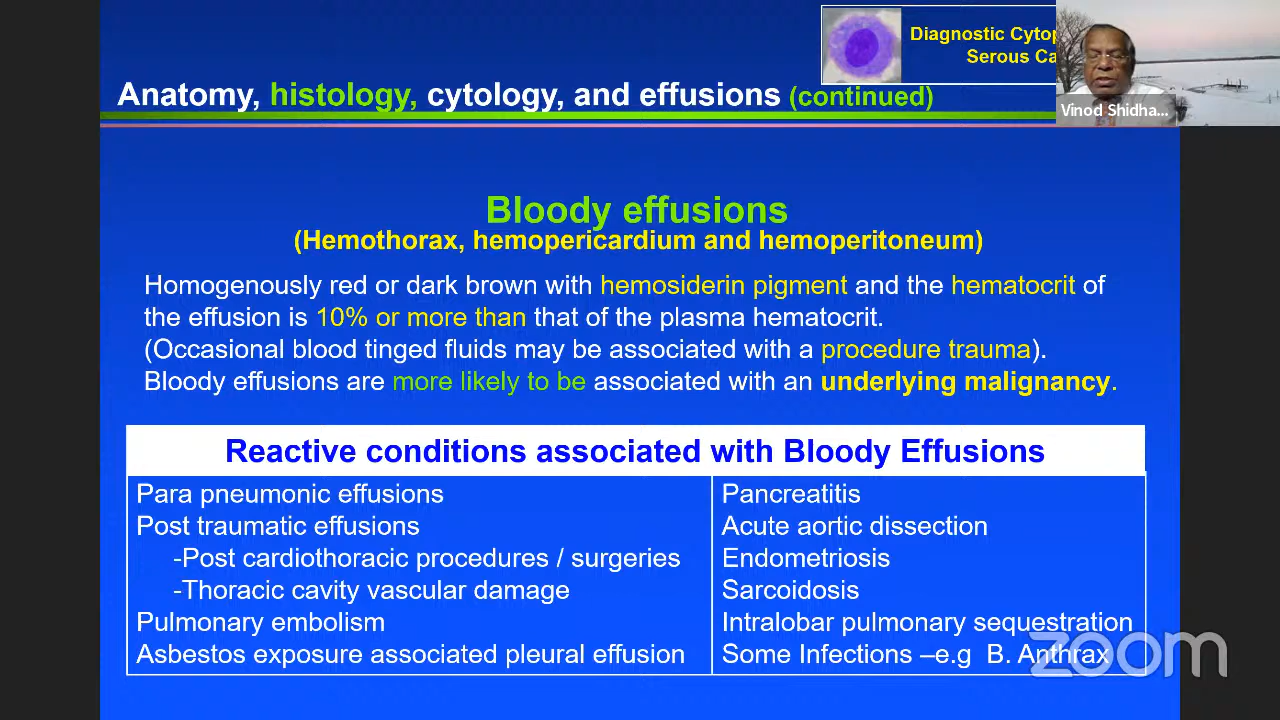 Diagnostic Cytop
Serous Ca
Vinod Shidha...
Anatomy, histology, cytology, and effusions (continued)
Bloody effusions
(Hemothorax, hemopericardium and hemoperitoneum)
Homogenously red or dark brown with hemosiderin pigment and the hematocrit of
the effusion is 10% or more than that of the plasma hematocrit.
(Occasional blood tinged fluids may be associated with a procedure trauma).
Bloody effusions are more likely to be associated with an underlying malignancy.
Reactive conditions associated with Bloody Effusions
Para pneumonic effusions
Post traumatic effusions
-Post cardiothoracic procedures / surgeries
-Thoracic cavity vascular damage
Pulmonary embolism
Asbestos exposure associated pleural effusion
Pancreatitis
Acute aortic dissection
Endometriosis
Sarcoidosis
Intralobar pulmonary sequestration
Some Infections –e.g B. Anthrax
zoom